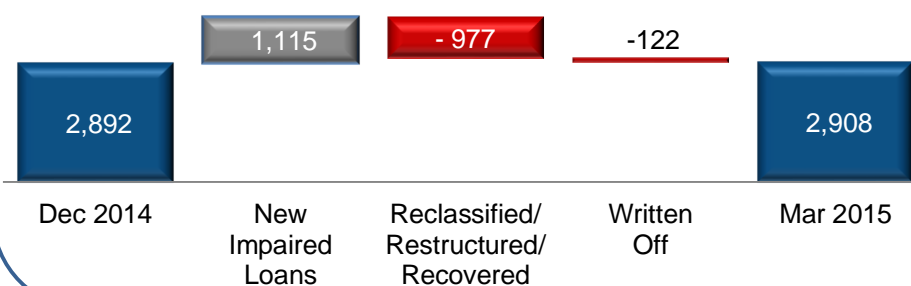 1,115
- 977
-122
2,892
2,908
Dec 2014
New
Impaired
Loans
Reclassified/
Restructured/
Recovered
Written
Off
Mar 2015